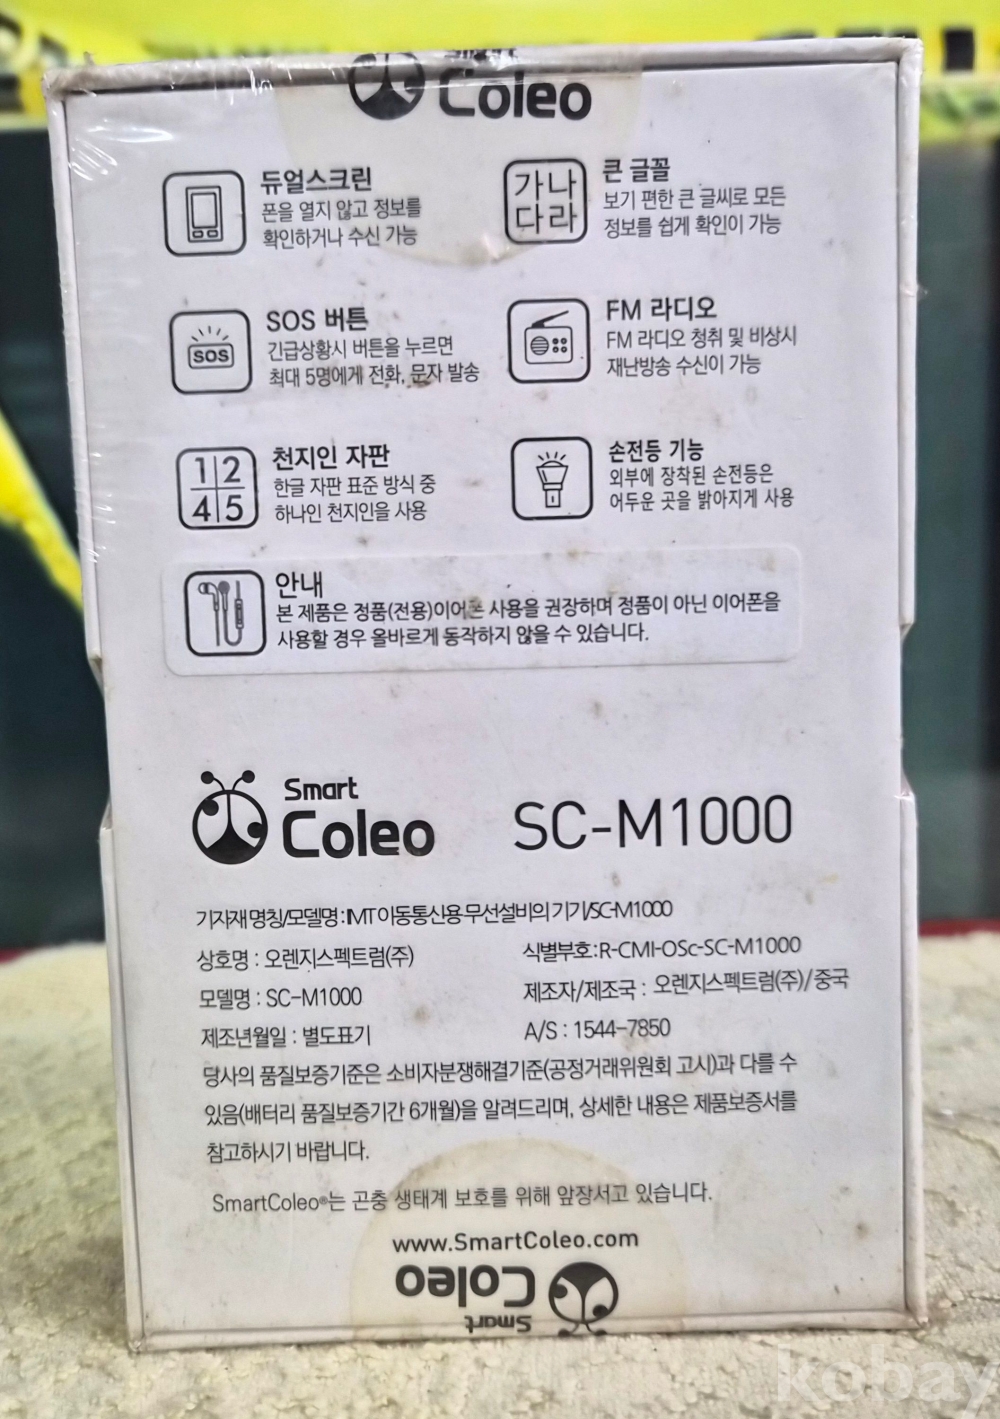 Smart
Coleo
듀얼스크린
폰을 열지 않고 정보를
확인하거나 수신 가능
가나
다라
큰 글꼴
보기 편한 큰 글씨로 모든
정보를 쉽게 확인이 가능
SOS
SOS 버튼
긴급상황시 버튼을 누르면
최대 5명에게 전화, 문자 발송
FM 라디오
FM 라디오 청취 및 비상시
재난방송 수신이 가능
1 2
4 5
천지인 자판
한글 자판 표준 방식 중
하나인 천지인을 사용
손전등 기능
외부에 장착된 손전등은
어두운 곳을 밝아지게 사용
안내
본 제품은 정품(전용)이어폰 사용을 권장하며 정품이 아닌 이어폰을
사용할 경우 올바르게 동작하지 않을 수 있습니다.
Smart
Coleo
SC-M1000
기자재 명칭/모델명 : IMT 이동통신용 무선설비의 기기/SC-M1000
상호명 : 오렌지스펙트럼(주)
식별부호:R-CMI-OSc-SC-M1000
모델명 : SC-M1000
제조자/제조국 : 오렌지스펙트럼(주)/중국
제조년월일 : 별도표기
A/S : 1544-7850
당사의 품질보증기준은 소비자분쟁해결기준(공정거래위원회 고시)과 다를 수
있음(배터리 품질보증기간 6개월)을 알려드리며, 상세한 내용은 제품보증서를
참고하시기 바랍니다.
SmartColeo®는 곤충 생태계 보호를 위해 앞장서고 있습니다.
www.SmartColeo.com
Smart
Coleo
kobay